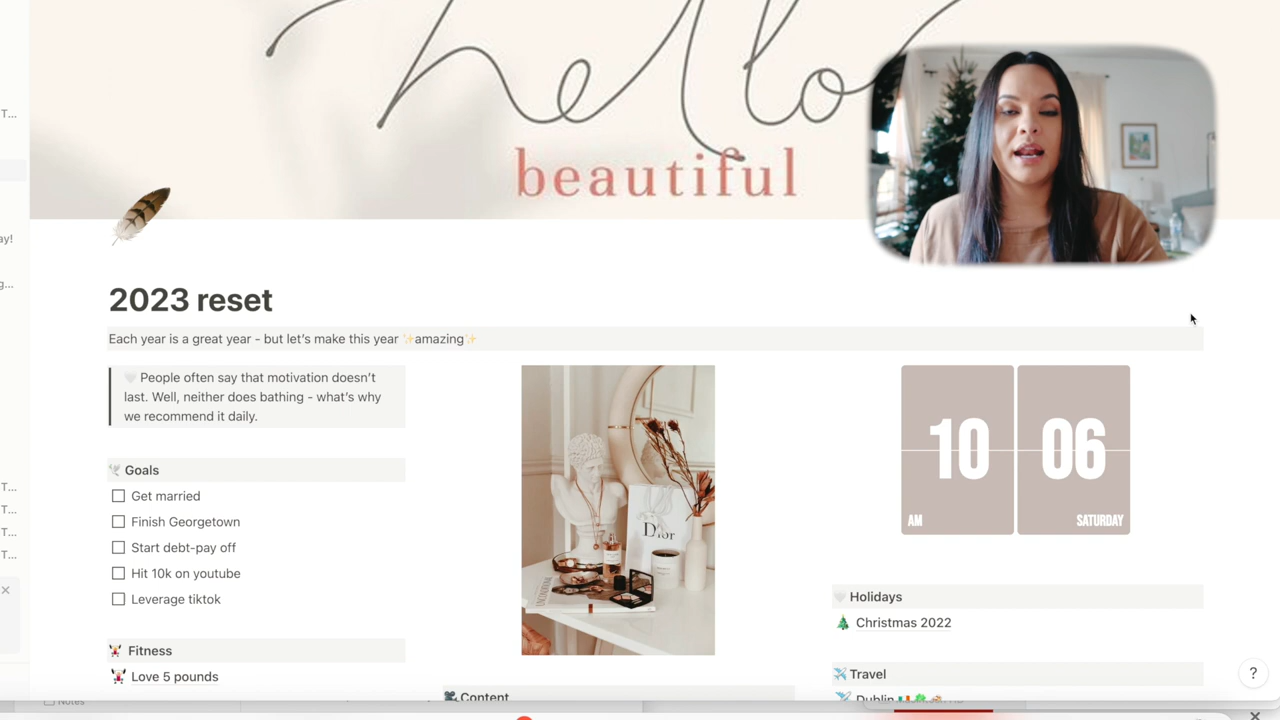 hello
beautiful
T...
ay!
g...
T...
T...
T...
T...
2023 reset
Each year is a great year - but let's make this year ✨amazing✨
🤍 People often say that motivation doesn't
last. Well, neither does bathing - what's why
we recommend it daily.
🕊 Goals
Get married
Finish Georgetown
Start debt-pay off
Hit 10k on youtube
Leverage tiktok
🏋 Fitness
🏋 Love 5 pounds
Dior
10 06
AM SATURDAY
🤍 Holidays
🎄 Christmas 2022
✈️ Travel
Dublin
🎥 Content
Notes
?